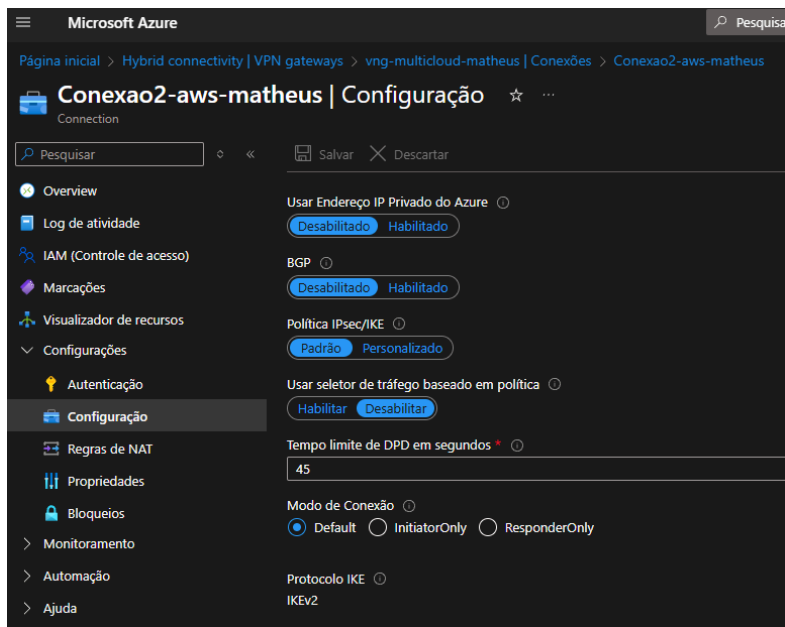 Microsoft Azure
Pesquisa
Página inicial > Hybrid connectivity | VPN gateways > vng-multicloud-matheus | Conexões > Conexao2-aws-matheus
Conexao2-aws-matheus | Configuração
Connection
Pesquisar
Salvar Descartar
Overview
Log de atividade
IAM (Controle de acesso)
Marcações
Visualizador de recursos
Configurações
Autenticação
Configuração
Regras de NAT
Propriedades
Bloqueios
Monitoramento
Automação
Ajuda
Usar Endereço IP Privado do Azure
Desabilitado Habilitado
BGP
Desabilitado Habilitado
Política IPsec/IKE
Padrão Personalizado
Usar seletor de tráfego baseado em política
Habilitar Desabilitar
Tempo limite de DPD em segundos *
45
Modo de Conexão
Default InitiatorOnly ResponderOnly
Protocolo IKE
IKEv2